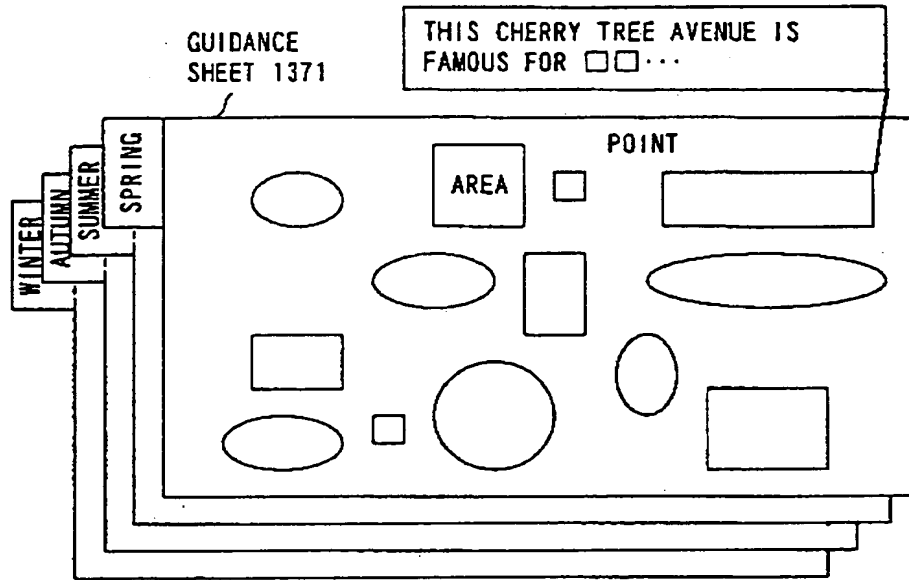 GUIDANCE
SHEET 1371
THIS CHERRY TREE AVENUE IS
FAMOUS FOR □□···
POINT
AREA
SPRING
SUMMER
AUTUMN
WINTER